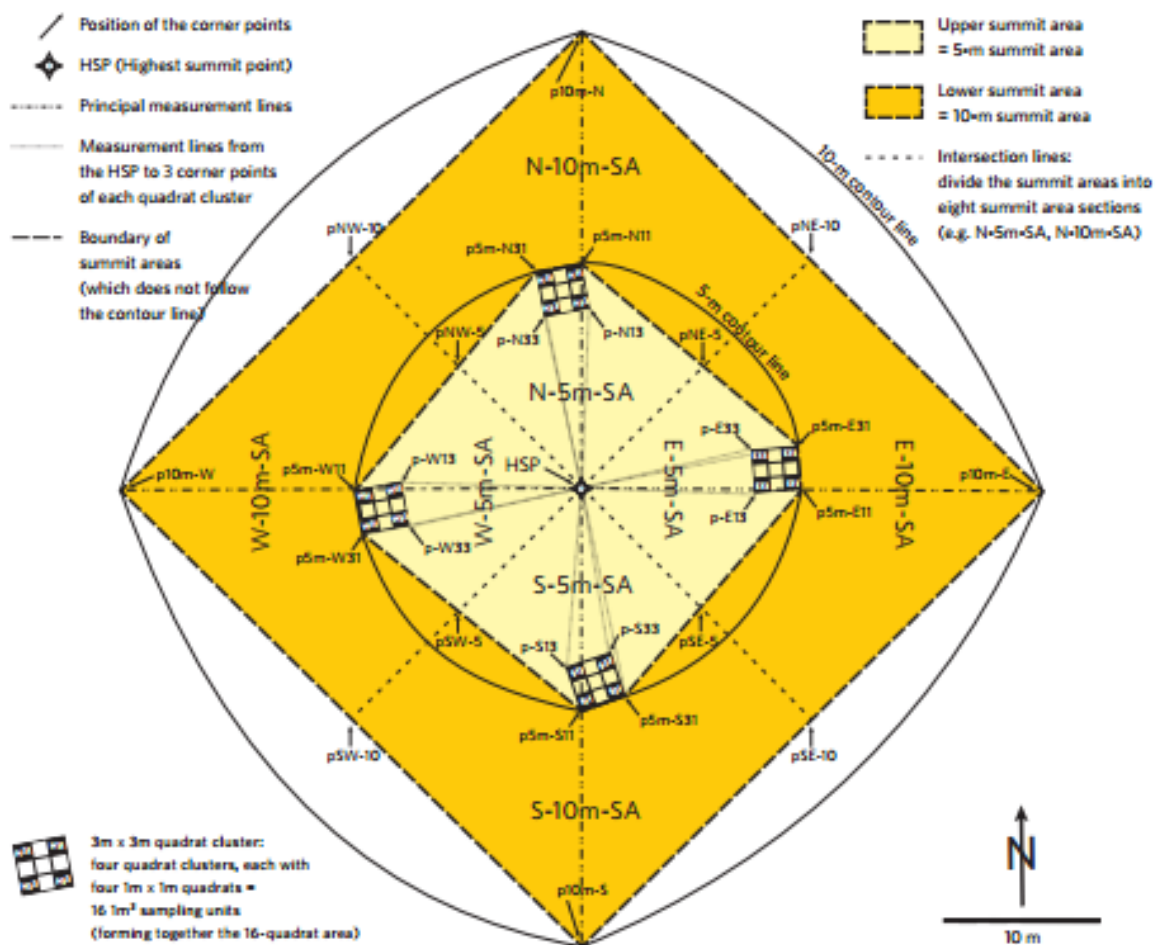 Position of the corner points
HSP (Highest summit point)
Principal measurement lines
Measurement lines from
the HSP to 3 corner points
of each quadrat cluster
Boundary of
summit areas
(which does not follow
the contour line)
Upper summit area
= 5-m summit area
Lower summit area
= 10-m summit area
Intersection lines:
divide the summit areas into
eight summit area sections
(e.g. N-5m-SA, N-10m-SA)
p10m-N
N-10m-SA
10-m contour line
pNW-10
pNE-10
p5m-N31
p5m-N11
5-m contour line
pNW-5
p-N33
p-N13
pNE-5
N-5m-SA
p-E33
p5m-E31
p10m-W
W-10m-SA
p5m-W11
p-W13
W-5m-SA
HSP
E-5m-SA
E-10m-SA
p10m-E
p-E13
p5m-E11
p5m-W31
p-W33
S-5m-SA
pSW-5
p-S13
p-S33
pSE-5
p5m-S11
p5m-S31
pSW-10
pSE-10
S-10m-SA
p10m-S
3m x 3m quadrat cluster:
four quadrat clusters, each with
four 1m x 1m quadrats =
16 1m² sampling units
(forming together the 16-quadrat area)
N
10 m